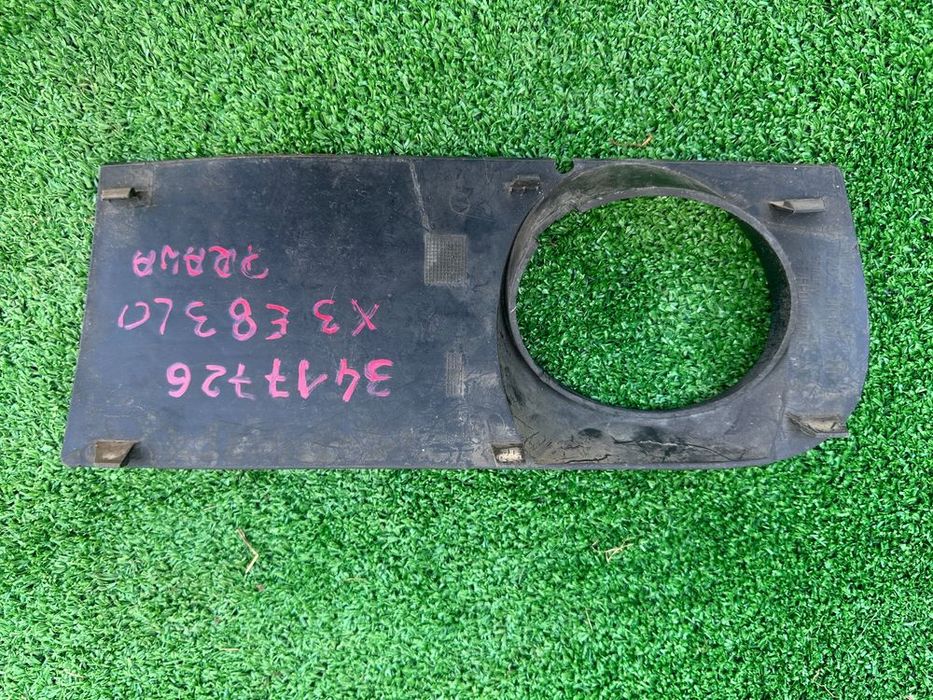 3417726
X3 E83 LCI
PRAWA